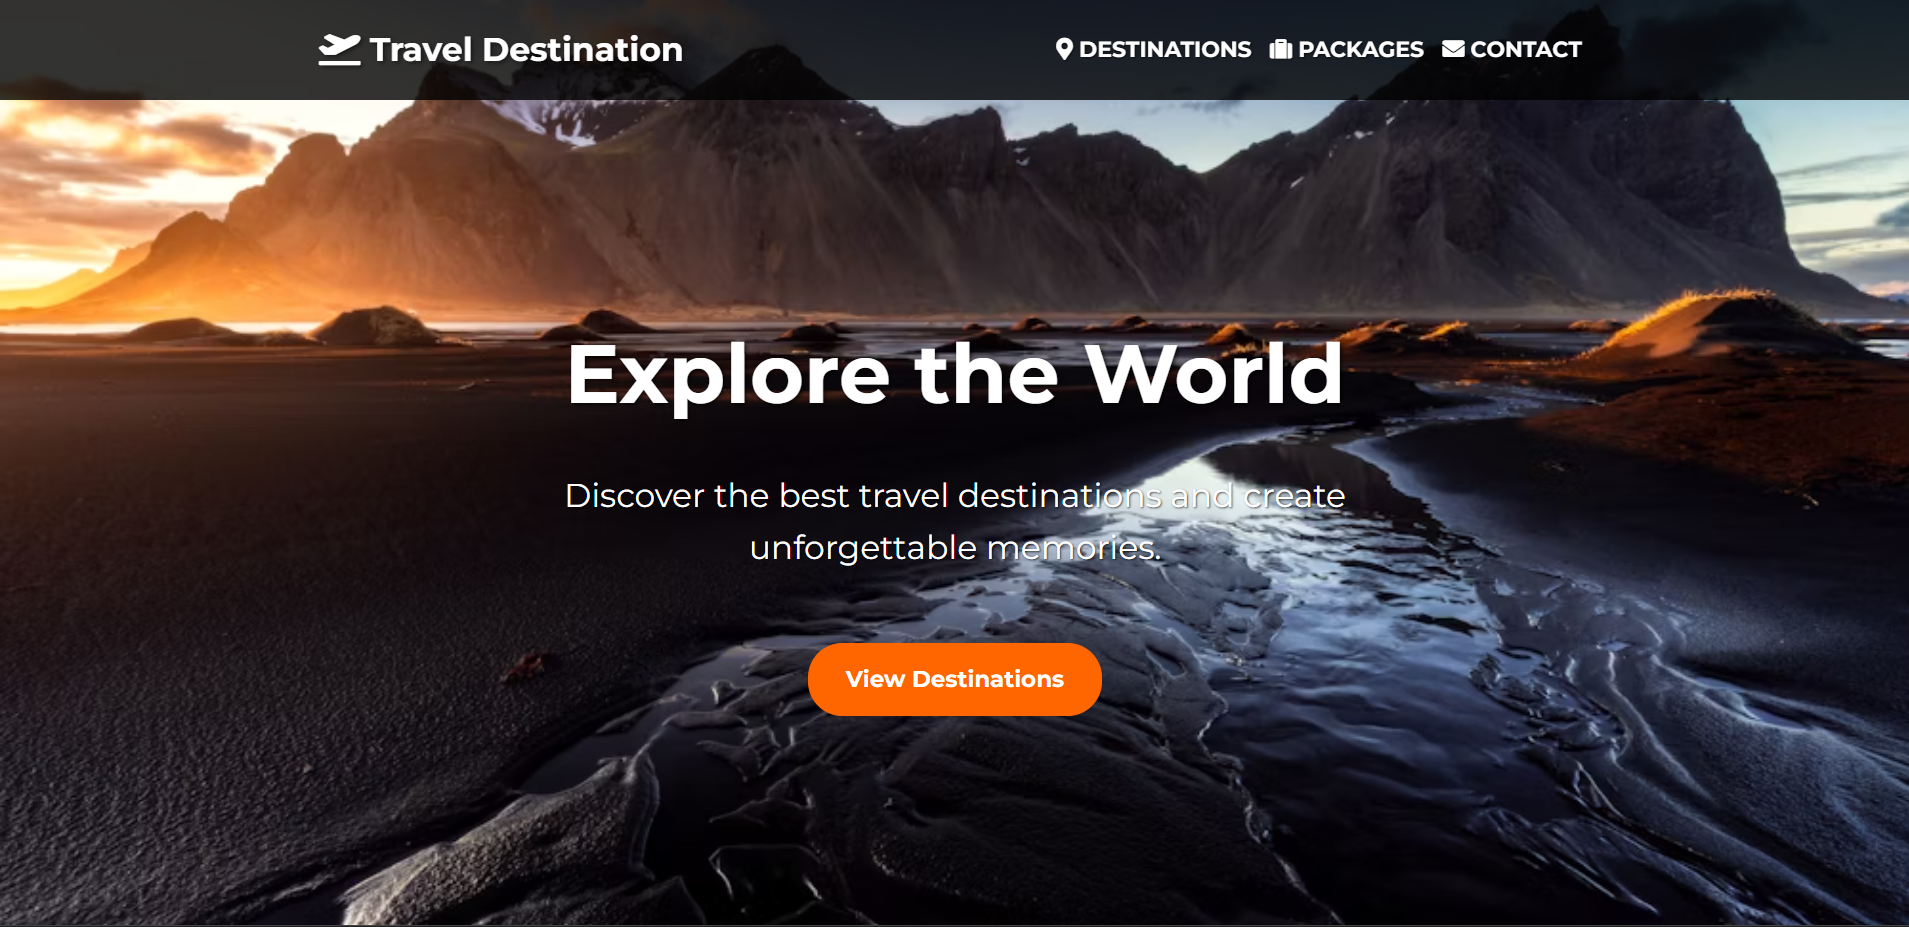 Travel Destination
DESTINATIONS PACKAGES CONTACT
Explore the World
Discover the best travel destinations and create
unforgettable memories.
View Destinations